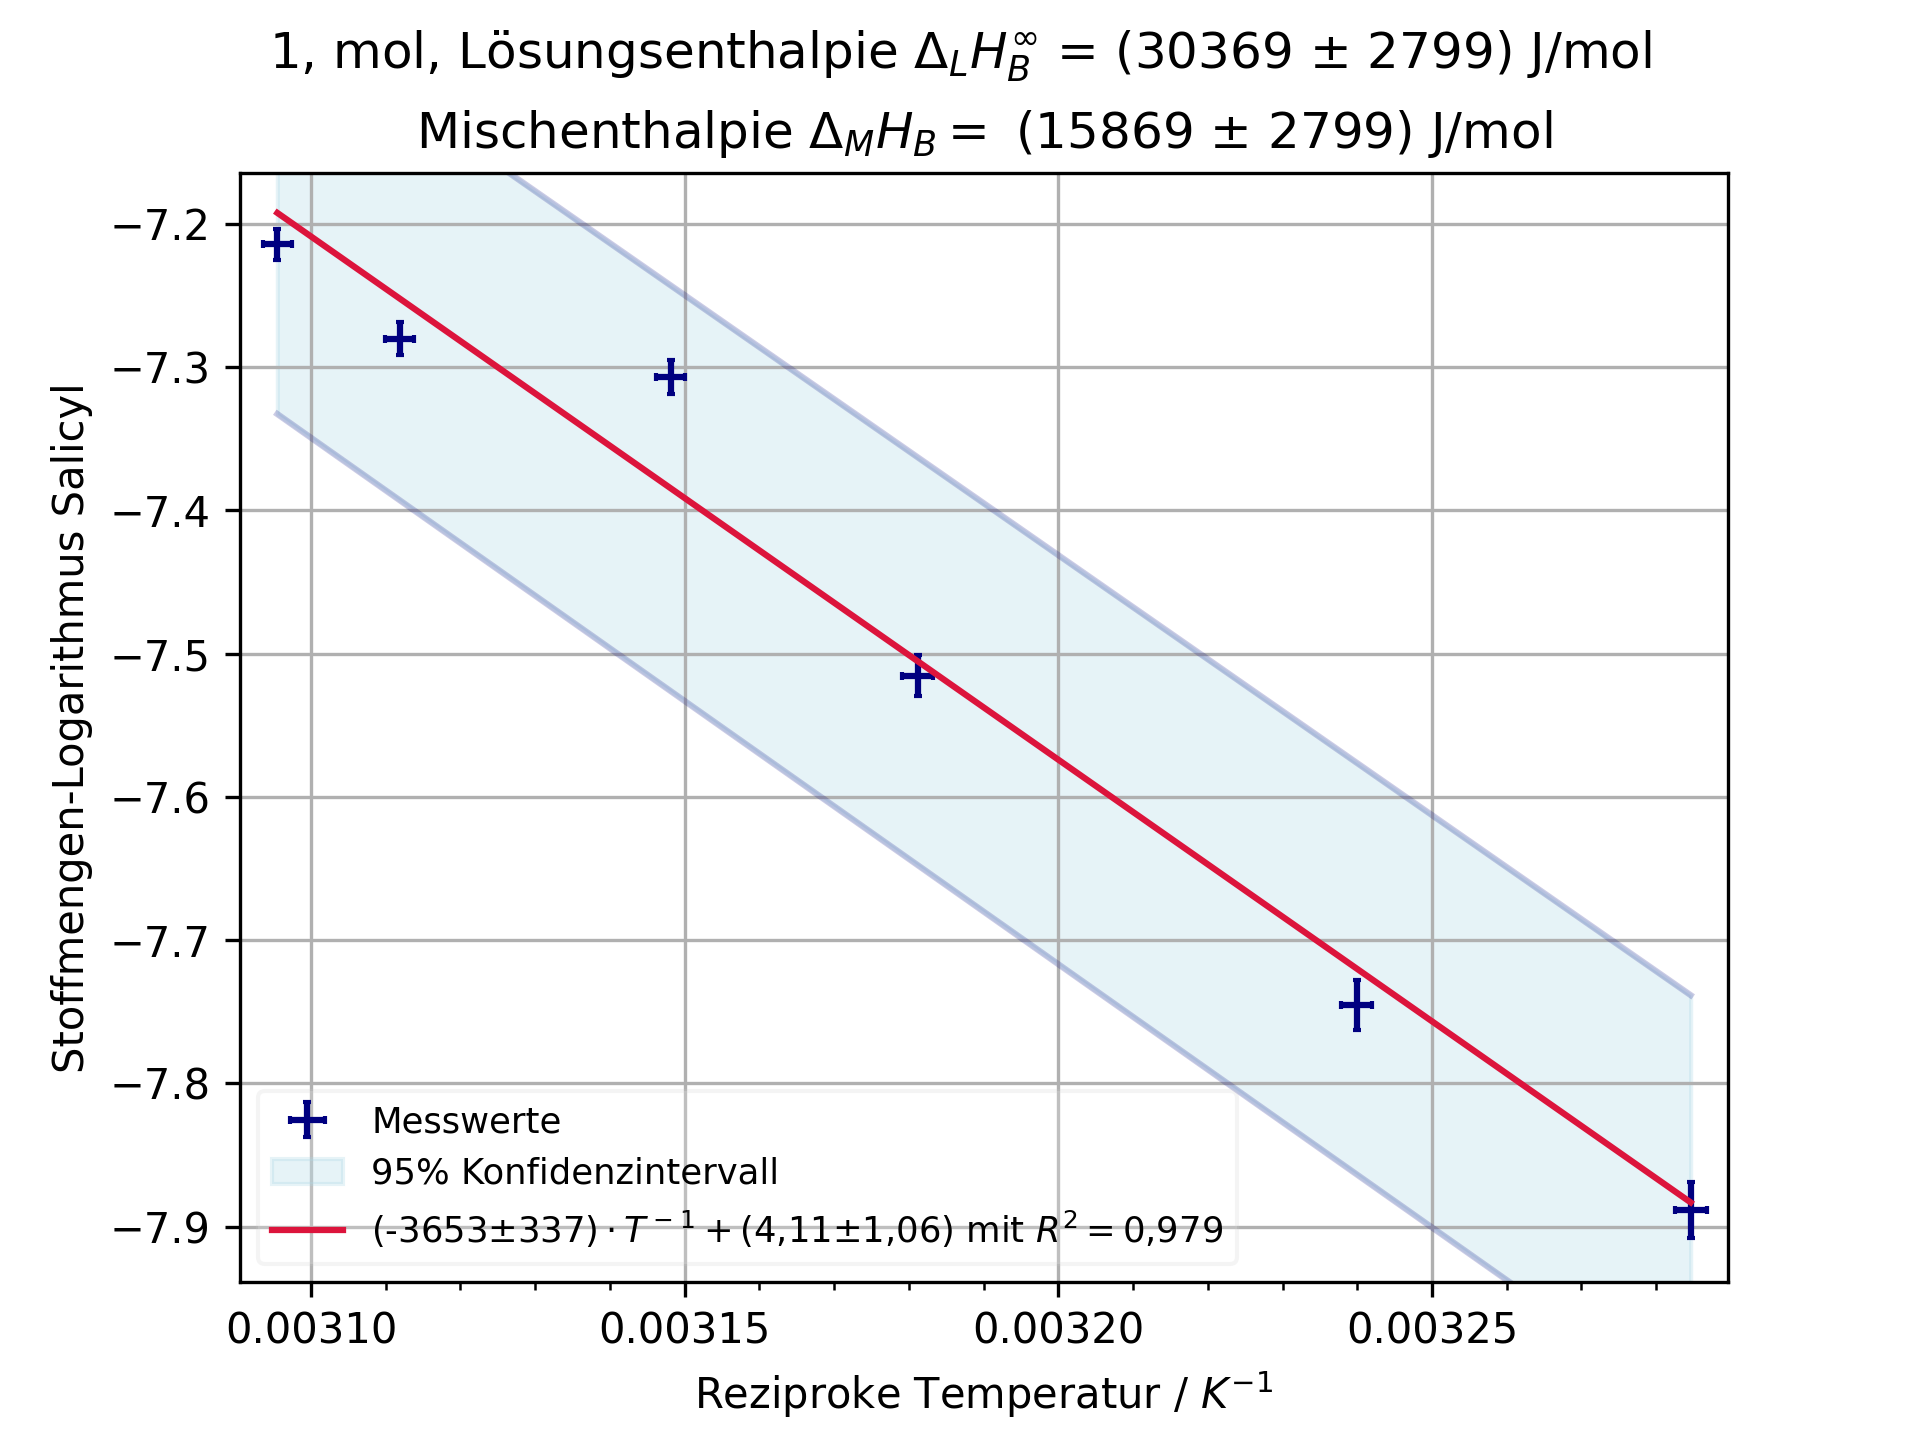 1, mol, Lösungsenthalpie Δ_L H_B^∞ = (30369 ± 2799) J/mol
Mischenthalpie Δ_M H_B = (15869 ± 2799) J/mol
Stoffmengen-Logarithmus Salicyl
−7.2
−7.3
−7.4
−7.5
−7.6
−7.7
−7.8
−7.9
Messwerte
95% Konfidenzintervall
(-3653±337) · T⁻¹ + (4,11±1,06) mit R² = 0,979
0.00310 0.00315 0.00320 0.00325
Reziproke Temperatur / K⁻¹